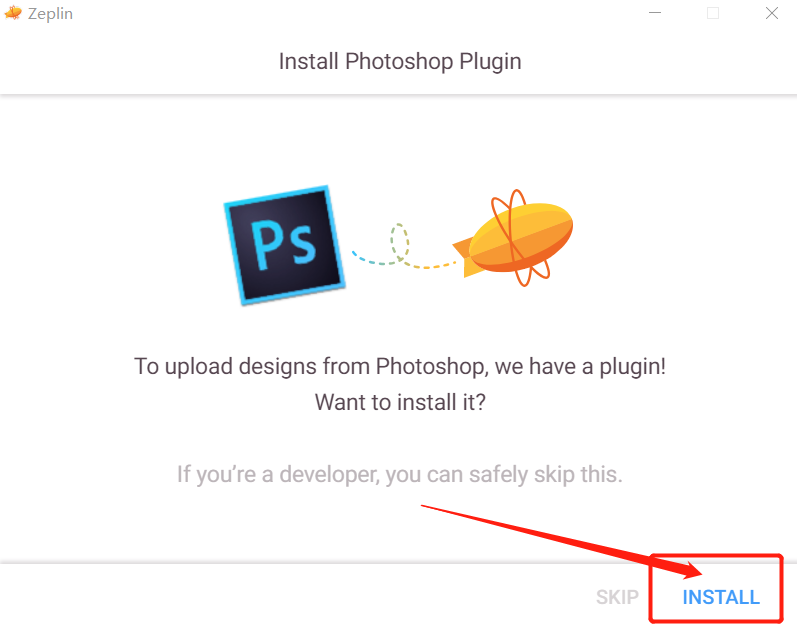 Zeplin
Install Photoshop Plugin
Ps
To upload designs from Photoshop, we have a plugin!
Want to install it?
If you’re a developer, you can safely skip this.
SKIP INSTALL